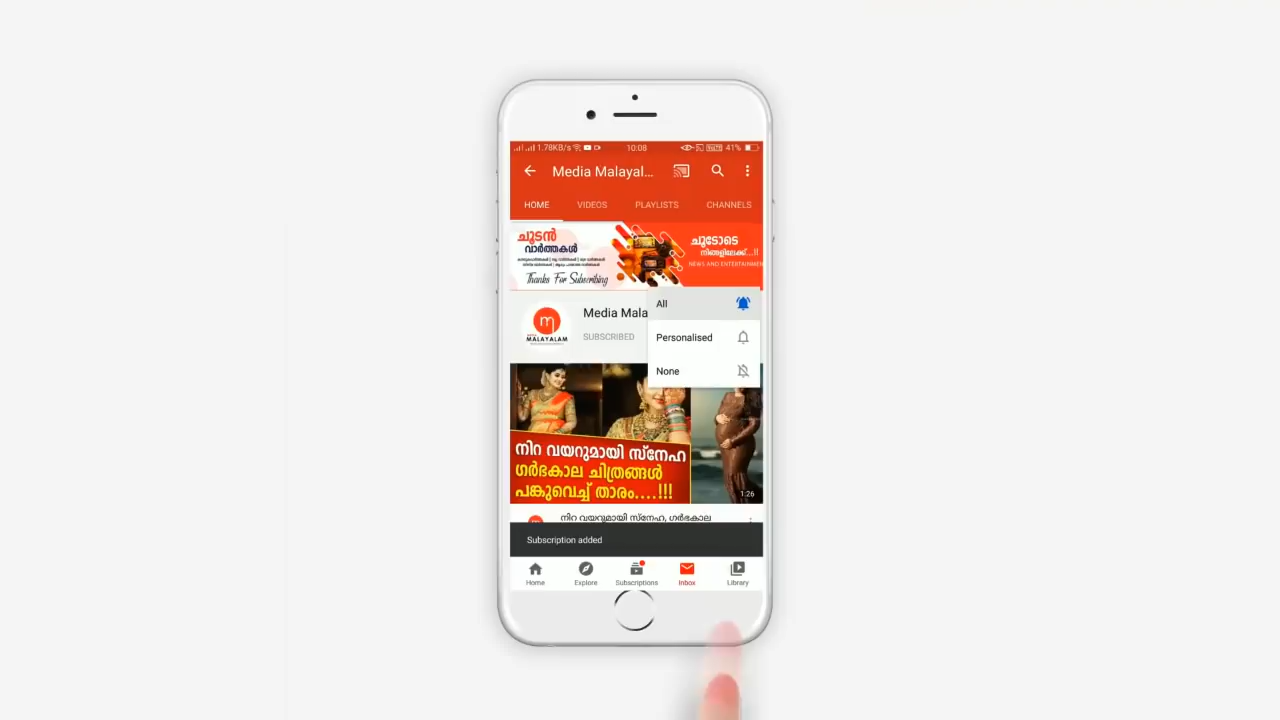 1.78KB/s 10:08 41%
Media Malayal...
HOME VIDEOS PLAYLISTS CHANNELS
ചൂടൻ
വാർത്തകൾ
Thanks For Subscribing
ചൂടോടെ
നിങ്ങളിലേക്ക്...!!
NEWS AND ENTERTAINMEN
All
Media Mala
MALAYALAM
SUBSCRIBED
Personalised
None
നിറ വയറുമായി സ്നേഹ
ഗർഭകാല ചിത്രങ്ങൾ
പങ്കുവെച്ച് താരം....!!!
1:26
നിറ വയറുമായി സ്നേഹ, ഗർഭകാല
Subscription added
Home Explore Subscriptions Inbox Library